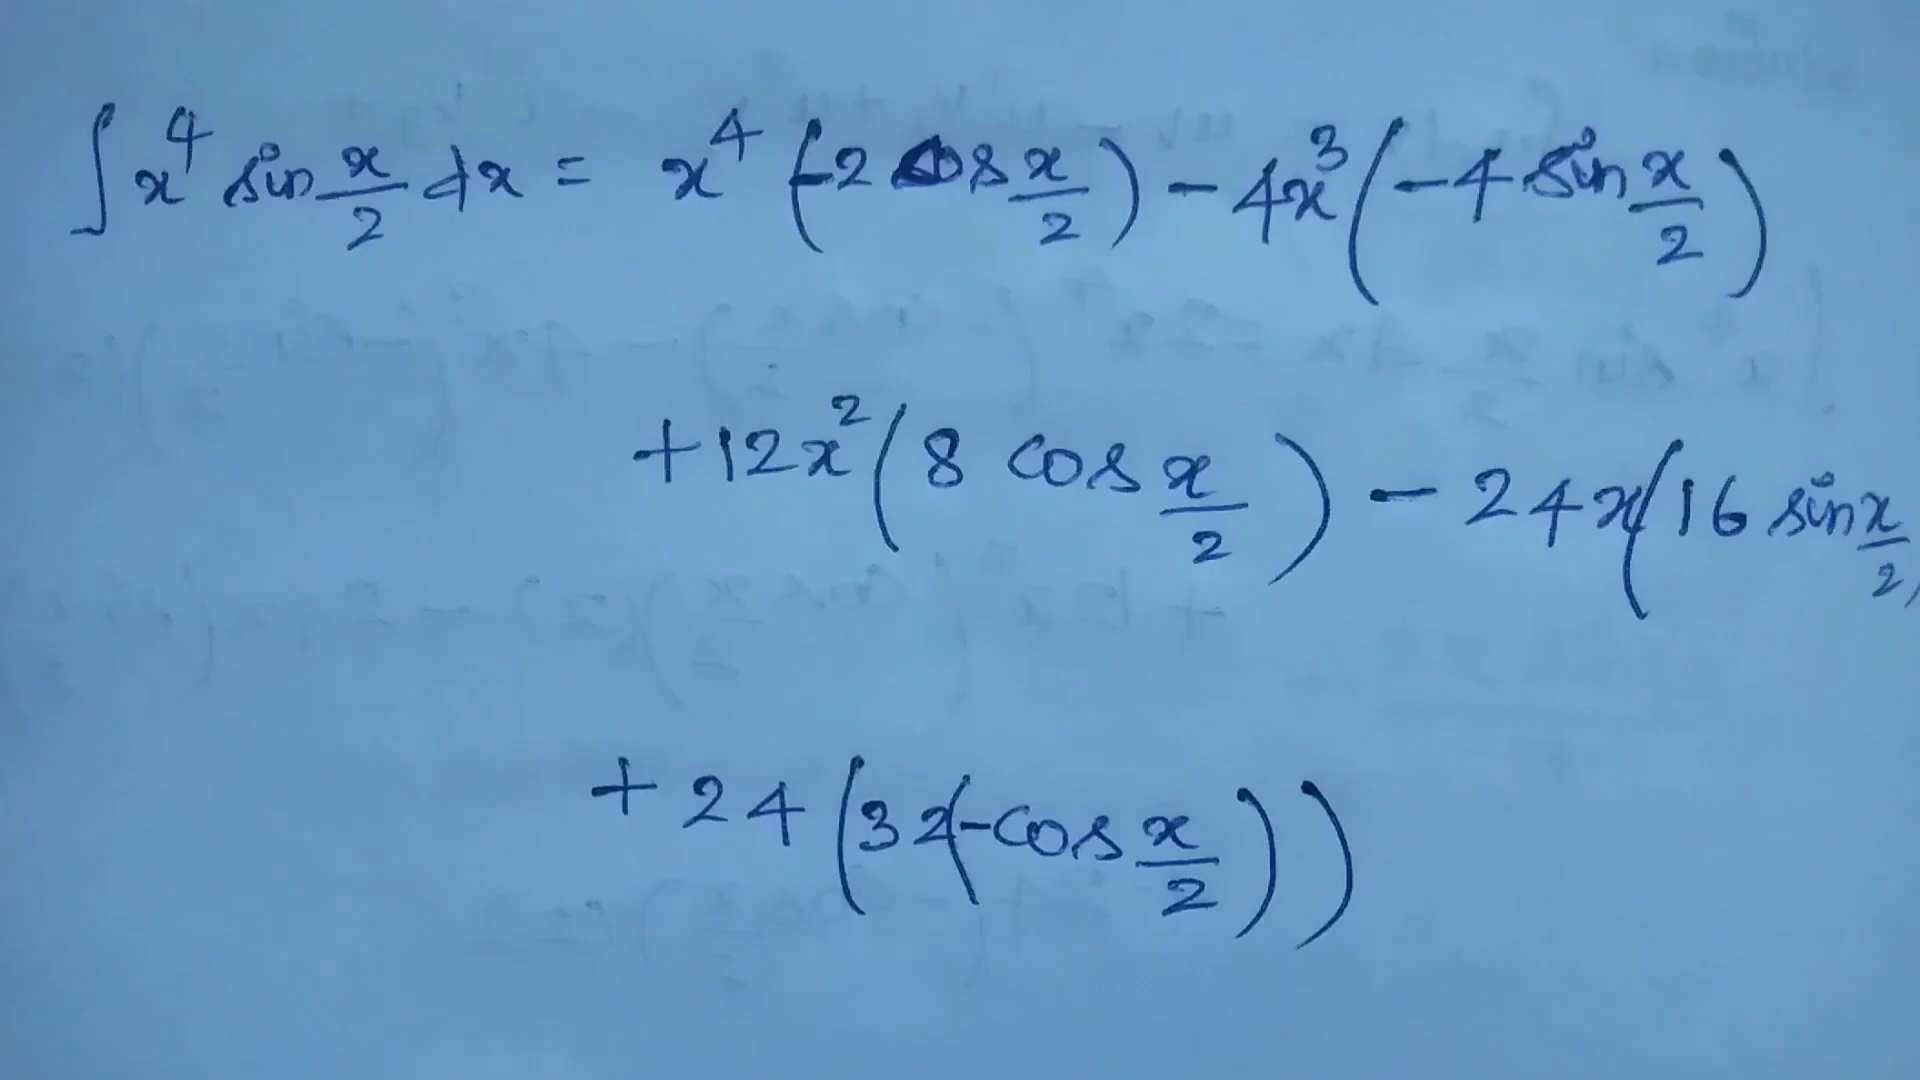 ∫ x⁴ sin x/2 dx = x⁴ (-2 cos x/2) - 4x³ (-4 sin x/2)
+12x² (8 cos x/2) - 24x (16 sin x/2)
+ 24 (32(-cos x/2))